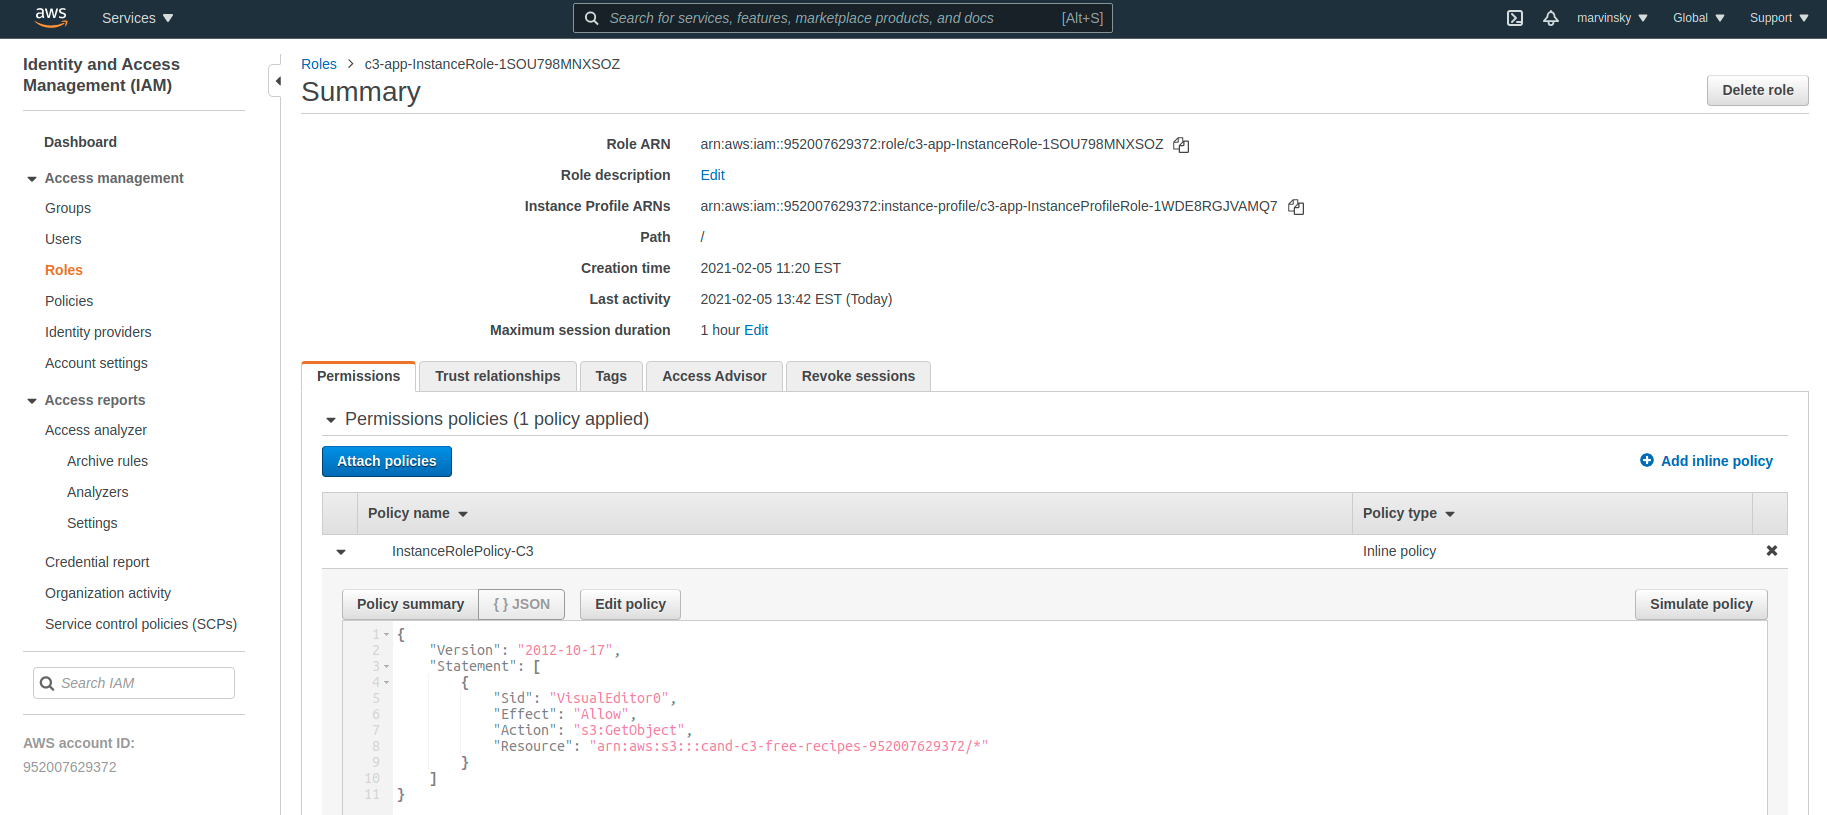 aws Services Search for services, features, marketplace products, and docs [Alt+S] marvinsky Global Support
Identity and Access
Management (IAM)
Dashboard
Access management
Groups
Users
Roles
Policies
Identity providers
Account settings
Access reports
Access analyzer
Archive rules
Analyzers
Settings
Credential report
Organization activity
Service control policies (SCPs)
Search IAM
AWS account ID:
952007629372
Roles > c3-app-InstanceRole-1SOU798MNXSOZ
Summary
Delete role
Role ARN arn:aws:iam::952007629372:role/c3-app-InstanceRole-1SOU798MNXSOZ
Role description Edit
Instance Profile ARNs arn:aws:iam::952007629372:instance-profile/c3-app-InstanceProfileRole-1WDE8RGJVAMQ7
Path /
Creation time 2021-02-05 11:20 EST
Last activity 2021-02-05 13:42 EST (Today)
Maximum session duration 1 hour Edit
Permissions Trust relationships Tags Access Advisor Revoke sessions
Permissions policies (1 policy applied)
Attach policies Add inline policy
Policy name Policy type
InstanceRolePolicy-C3 Inline policy
Policy summary { } JSON Edit policy Simulate policy
1 {
2 "Version": "2012-10-17",
3 "Statement": [
4 {
5 "Sid": "VisualEditor0",
6 "Effect": "Allow",
7 "Action": "s3:GetObject",
8 "Resource": "arn:aws:s3:::cand-c3-free-recipes-952007629372/*"
9 }
10 ]
11 }